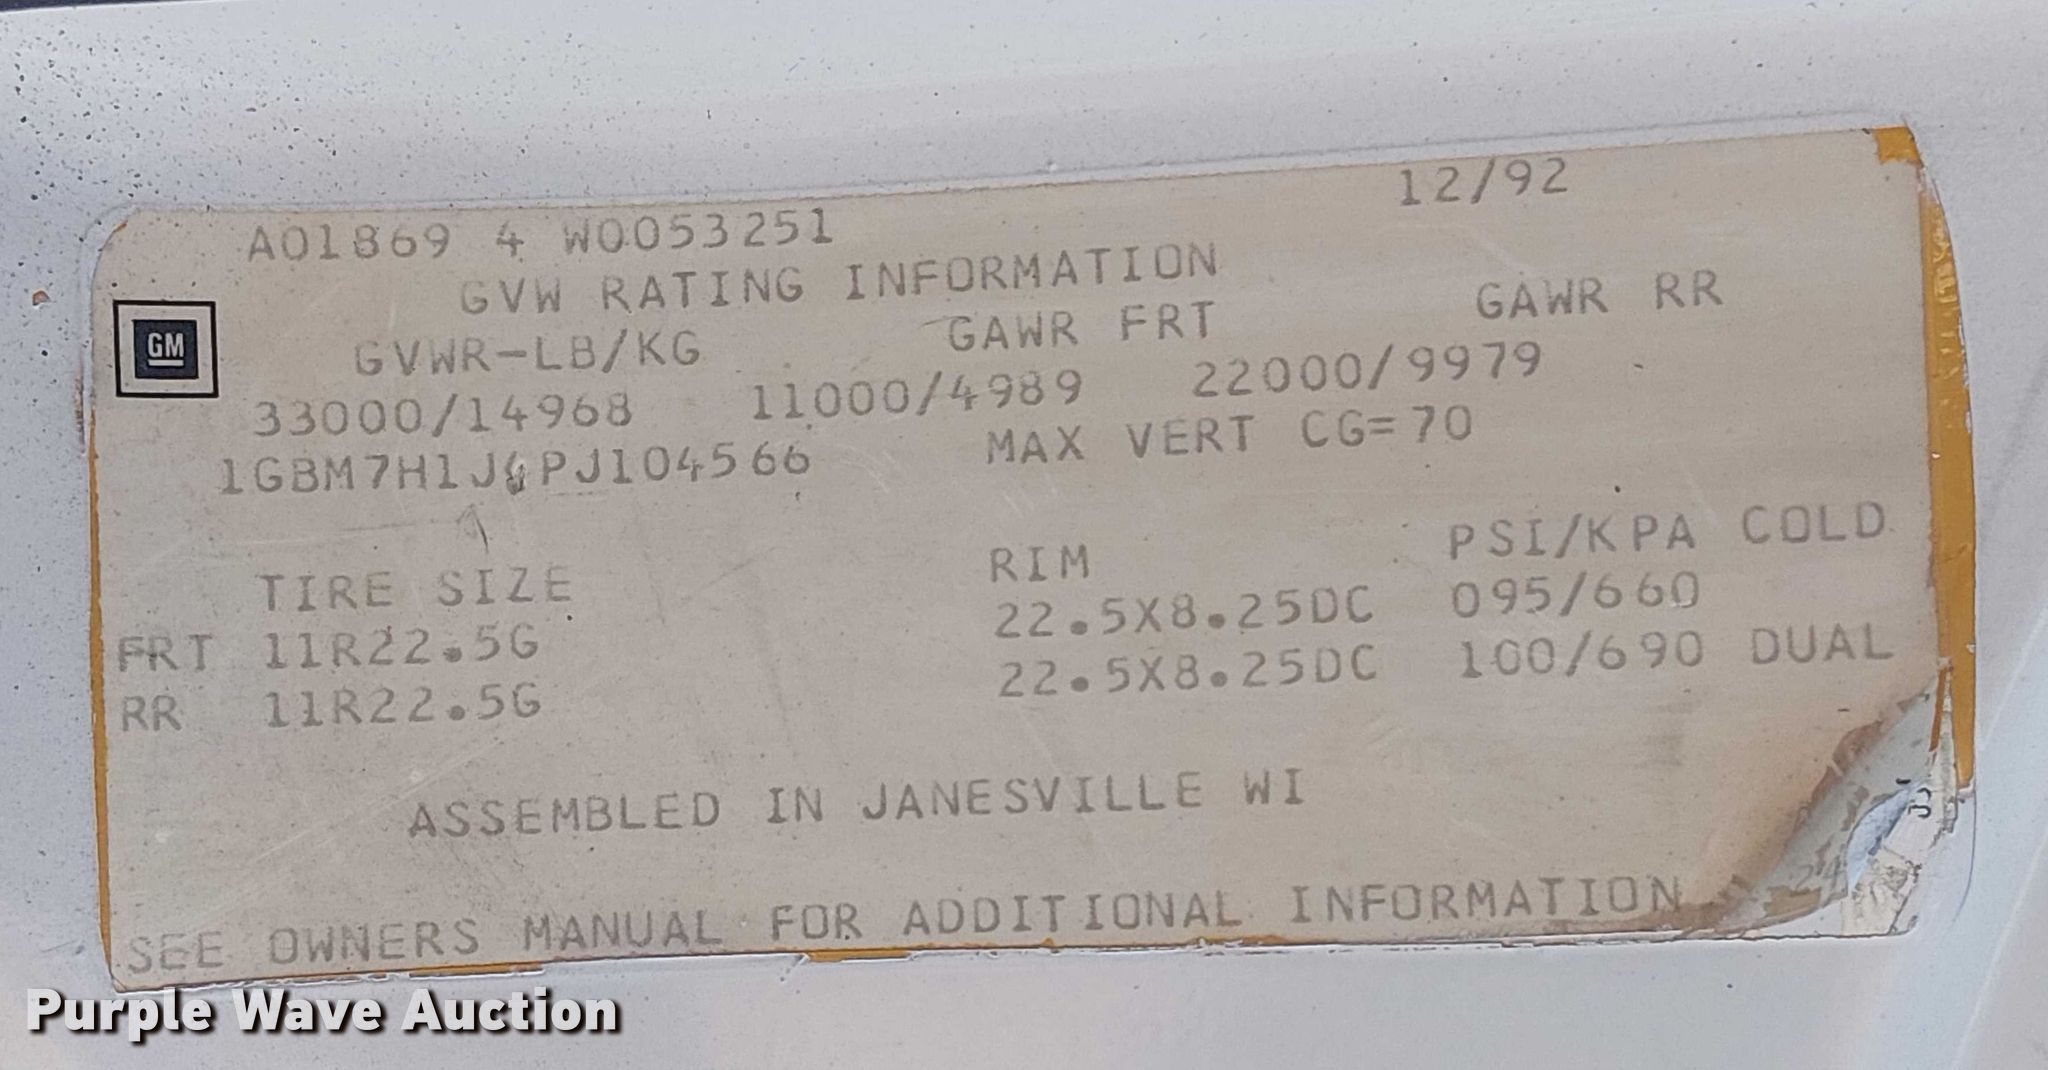 A01869 4 W0053251 12/92
GVW RATING INFORMATION
GVWR-LB/KG GAWR FRT GAWR RR
33000/14968 11000/4989 22000/9979
1GBM7H1J4PJ104566 MAX VERT CG=70
TIRE SIZE RIM PSI/KPA COLD
FRT 11R22.5G 22.5X8.25DC 095/660
RR 11R22.5G 22.5X8.25DC 100/690 DUAL
ASSEMBLED IN JANESVILLE WI
SEE OWNERS MANUAL FOR ADDITIONAL INFORMATION
GM
Purple Wave Auction